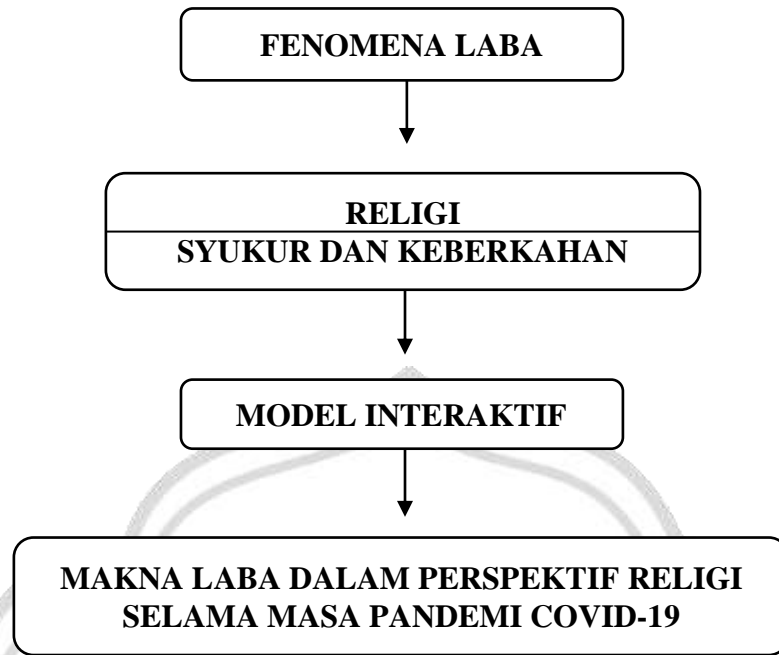 FENOMENA LABA
RELIGI
SYUKUR DAN KEBERKAHAN
MODEL INTERAKTIF
MAKNA LABA DALAM PERSPEKTIF RELIGI
SELAMA MASA PANDEMI COVID-19